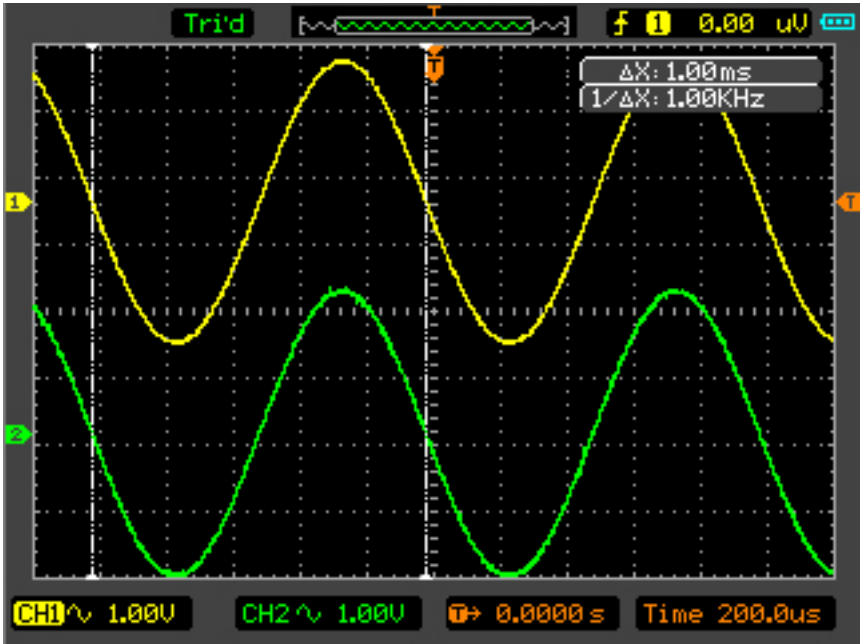 Tri'd T 1 0.00 uV
T
ΔX: 1.00ms
1/ΔX: 1.00KHz
1 T
2
CH1 ∿ 1.00V CH2 ∿ 1.00V T→ 0.0000s Time 200.0us